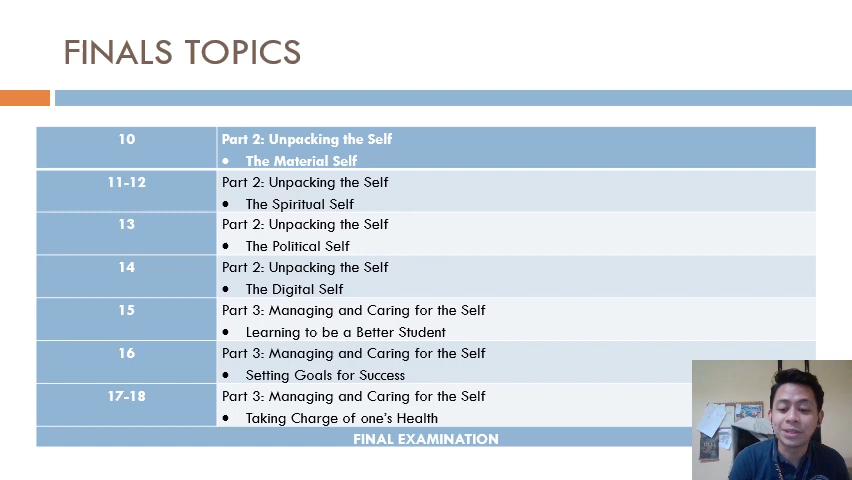 FINALS TOPICS
10
Part 2: Unpacking the Self
• The Material Self
11-12
Part 2: Unpacking the Self
• The Spiritual Self
13
Part 2: Unpacking the Self
• The Political Self
14
Part 2: Unpacking the Self
• The Digital Self
15
Part 3: Managing and Caring for the Self
• Learning to be a Better Student
16
Part 3: Managing and Caring for the Self
• Setting Goals for Success
17-18
Part 3: Managing and Caring for the Self
• Taking Charge of one's Health
FINAL EXAMINATION